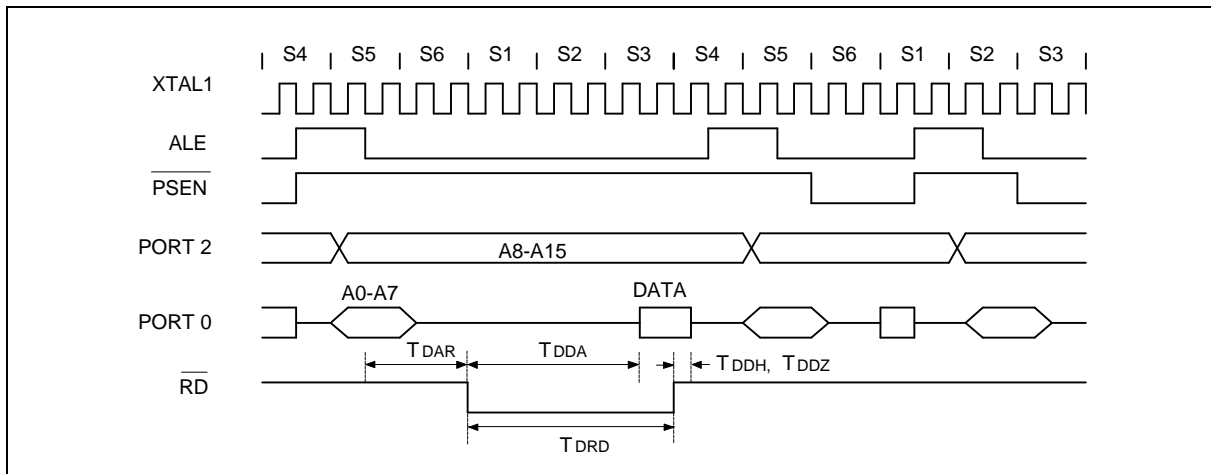 S4 S5 S6 S1 S2 S3 S4 S5 S6 S1 S2 S3
XTAL1
ALE
PSEN
PORT 2
A8-A15
A0-A7
DATA
PORT 0
TDAR
TDDA
TDDH, TDDZ
RD
TDRD